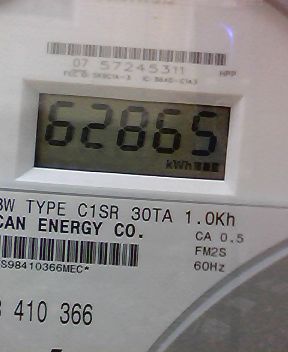 07 57245311
HPP
62865
kWh
3W TYPE C1SR 30TA 1.0Kh
CAN ENERGY CO.
CA 0.5
FM2S
60Hz
S98410366MEC*
410 366